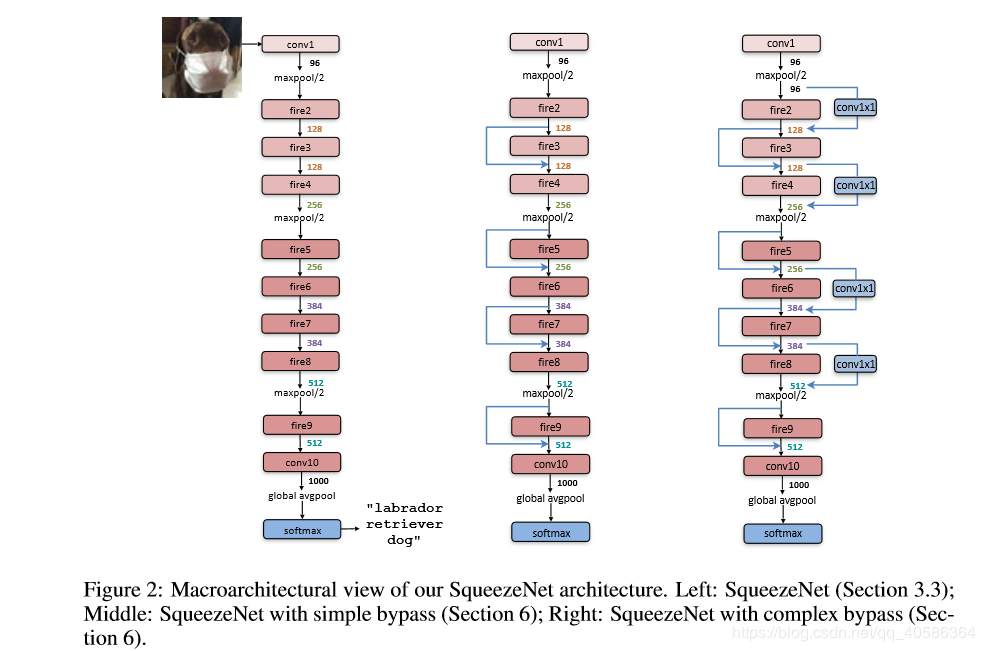 conv1
96
maxpool/2
fire2
128
fire3
128
fire4
256
maxpool/2
fire5
256
fire6
384
fire7
384
fire8
512
maxpool/2
fire9
512
conv10
1000
global avgpool
softmax
"labrador
retriever
dog"
conv1
96
maxpool/2
fire2
128
fire3
128
fire4
256
maxpool/2
fire5
256
fire6
384
fire7
384
fire8
512
maxpool/2
fire9
512
conv10
1000
global avgpool
softmax
conv1
96
maxpool/2
96
fire2
conv1x1
128
fire3
128
fire4
conv1x1
256
maxpool/2
fire5
256
fire6
conv1x1
384
fire7
384
fire8
conv1x1
512
maxpool/2
fire9
512
conv10
1000
global avgpool
softmax
Figure 2: Macroarchitectural view of our SqueezeNet architecture. Left: SqueezeNet (Section 3.3);
Middle: SqueezeNet with simple bypass (Section 6); Right: SqueezeNet with complex bypass (Sec-
tion 6).
https://blog.csdn.net/qq_40586364